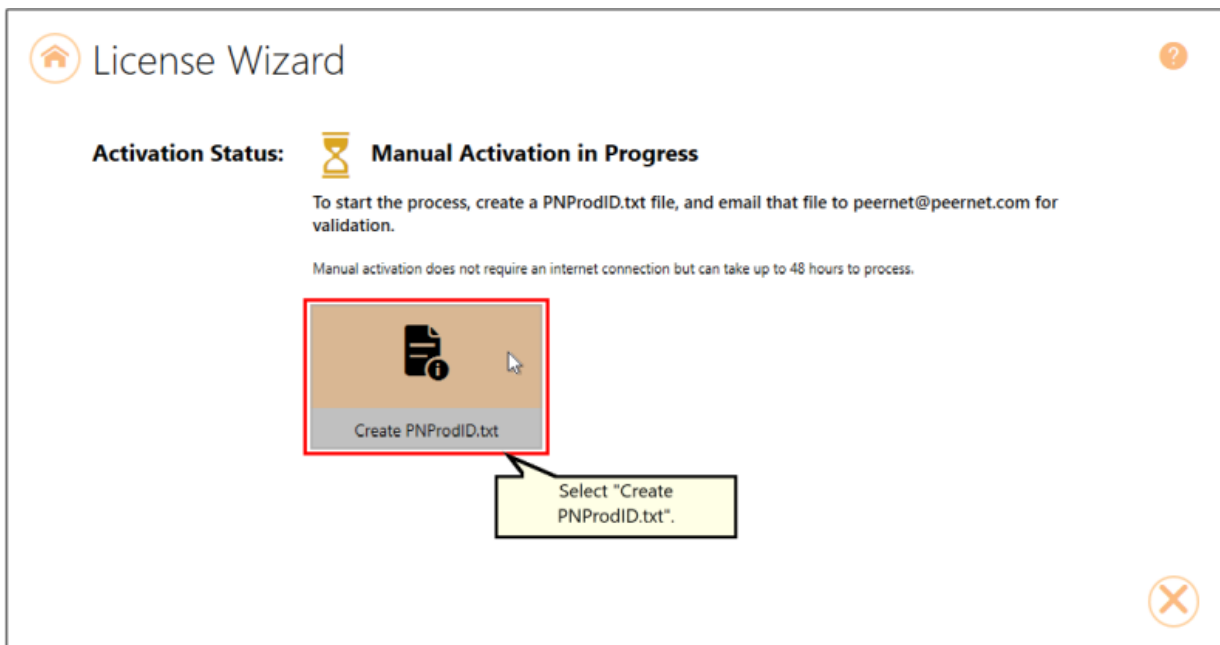 License Wizard
?
Activation Status:
Manual Activation in Progress
To start the process, create a PNProdID.txt file, and email that file to peernet@peernet.com for
validation.
Manual activation does not require an internet connection but can take up to 48 hours to process.
Create PNProdID.txt
Select "Create
PNProdID.txt".